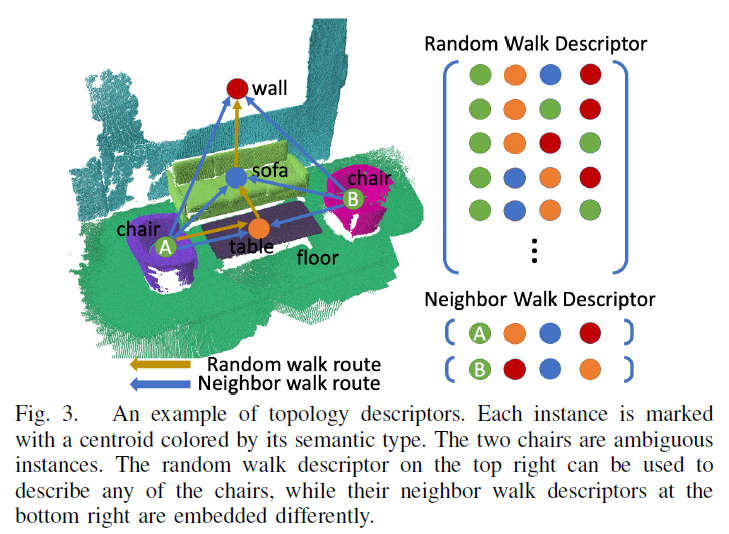 Random Walk Descriptor
wall
sofa
chair
B
chair
A
table
floor
Neighbor Walk Descriptor
A
B
Random walk route
Neighbor walk route
Fig. 3. An example of topology descriptors. Each instance is marked
with a centroid colored by its semantic type. The two chairs are ambiguous
instances. The random walk descriptor on the top right can be used to
describe any of the chairs, while their neighbor walk descriptors at the
bottom right are embedded differently.